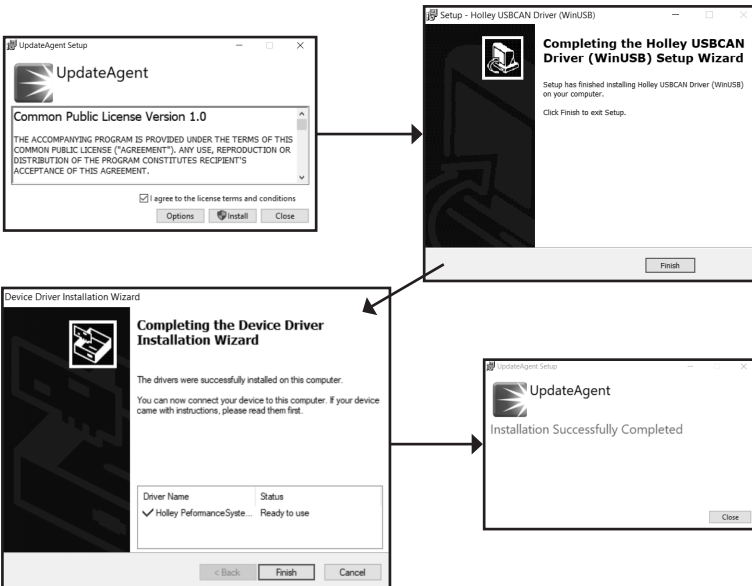 UpdateAgent Setup
UpdateAgent
Common Public License Version 1.0
THE ACCOMPANYING PROGRAM IS PROVIDED UNDER THE TERMS OF THIS
COMMON PUBLIC LICENSE ("AGREEMENT"). ANY USE, REPRODUCTION OR
DISTRIBUTION OF THE PROGRAM CONSTITUTES RECIPIENT'S
ACCEPTANCE OF THIS AGREEMENT.
I agree to the license terms and conditions
Options Install Close
Setup - Holley USBCAN Driver (WinUSB)
Completing the Holley USBCAN
Driver (WinUSB) Setup Wizard
Setup has finished installing Holley USBCAN Driver (WinUSB)
on your computer.
Click Finish to exit Setup.
Finish
Device Driver Installation Wizard
Completing the Device Driver
Installation Wizard
The drivers were successfully installed on this computer.
You can now connect your device to this computer. If your device
came with instructions, please read them first.
Driver Name Status
Holley PeformanceSyste... Ready to use
< Back Finish Cancel
UpdateAgent Setup
UpdateAgent
Installation Successfully Completed
Close